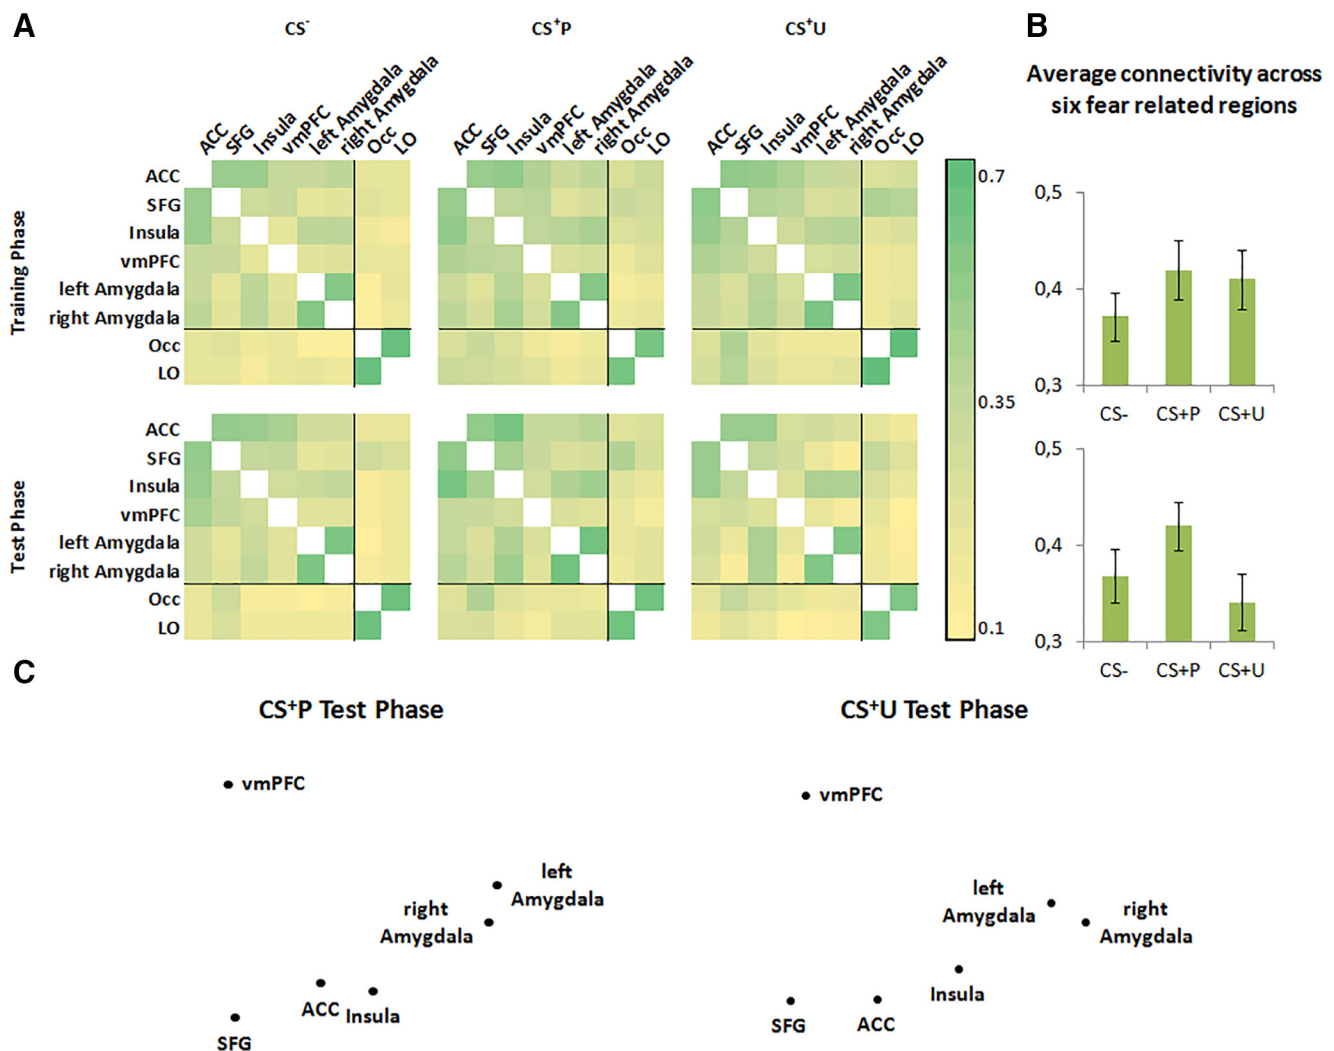 A
CS-
CS+P
CS+U
B
Average connectivity across
six fear related regions
ACC SFG Insula vmPFC left Amygdala right Amygdala Occ LO
ACC SFG Insula vmPFC left Amygdala right Amygdala Occ LO
ACC SFG Insula vmPFC left Amygdala right Amygdala Occ LO
Training Phase
ACC
SFG
Insula
vmPFC
left Amygdala
right Amygdala
Occ
LO
Test Phase
ACC
SFG
Insula
vmPFC
left Amygdala
right Amygdala
Occ
LO
0.7
0.35
0.1
0,5
0,4
0,3
CS- CS+P CS+U
0,5
0,4
0,3
CS- CS+P CS+U
C
CS+P Test Phase
vmPFC
left
Amygdala
right
Amygdala
ACC
Insula
SFG
CS+U Test Phase
vmPFC
left
Amygdala
right
Amygdala
Insula
SFG
ACC